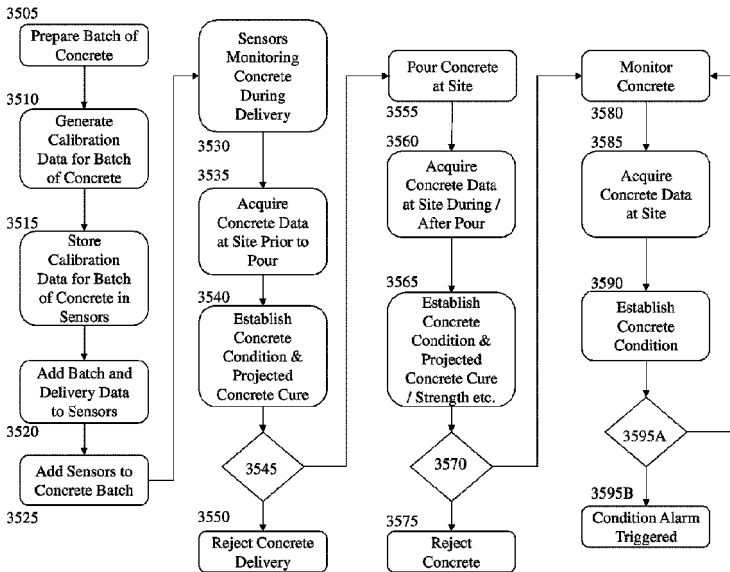 3505
Prepare Batch of
Concrete
3510
Generate
Calibration
Data for Batch
of Concrete
3515
Store
Calibration
Data for Batch
of Concrete in
Sensors
Add Batch and
Delivery Data
to Sensors
3520
Add Sensors to
Concrete Batch
3525
Sensors
Monitoring
Concrete
During
Delivery
3530
3535
Acquire
Concrete Data
at Site Prior to
Pour
3540
Establish
Concrete
Condition &
Projected
Concrete Cure
3545
3550
Reject Concrete
Delivery
Pour Concrete
at Site
3555
3560
Acquire
Concrete Data
at Site During /
After Pour
3565
Establish
Concrete
Condition &
Projected
Concrete Cure
/ Strength etc.
3570
3575
Reject
Concrete
Monitor
Concrete
3580
3585
Acquire
Concrete Data
at Site
3590
Establish
Concrete
Condition
3595A
3595B
Condition Alarm
Triggered